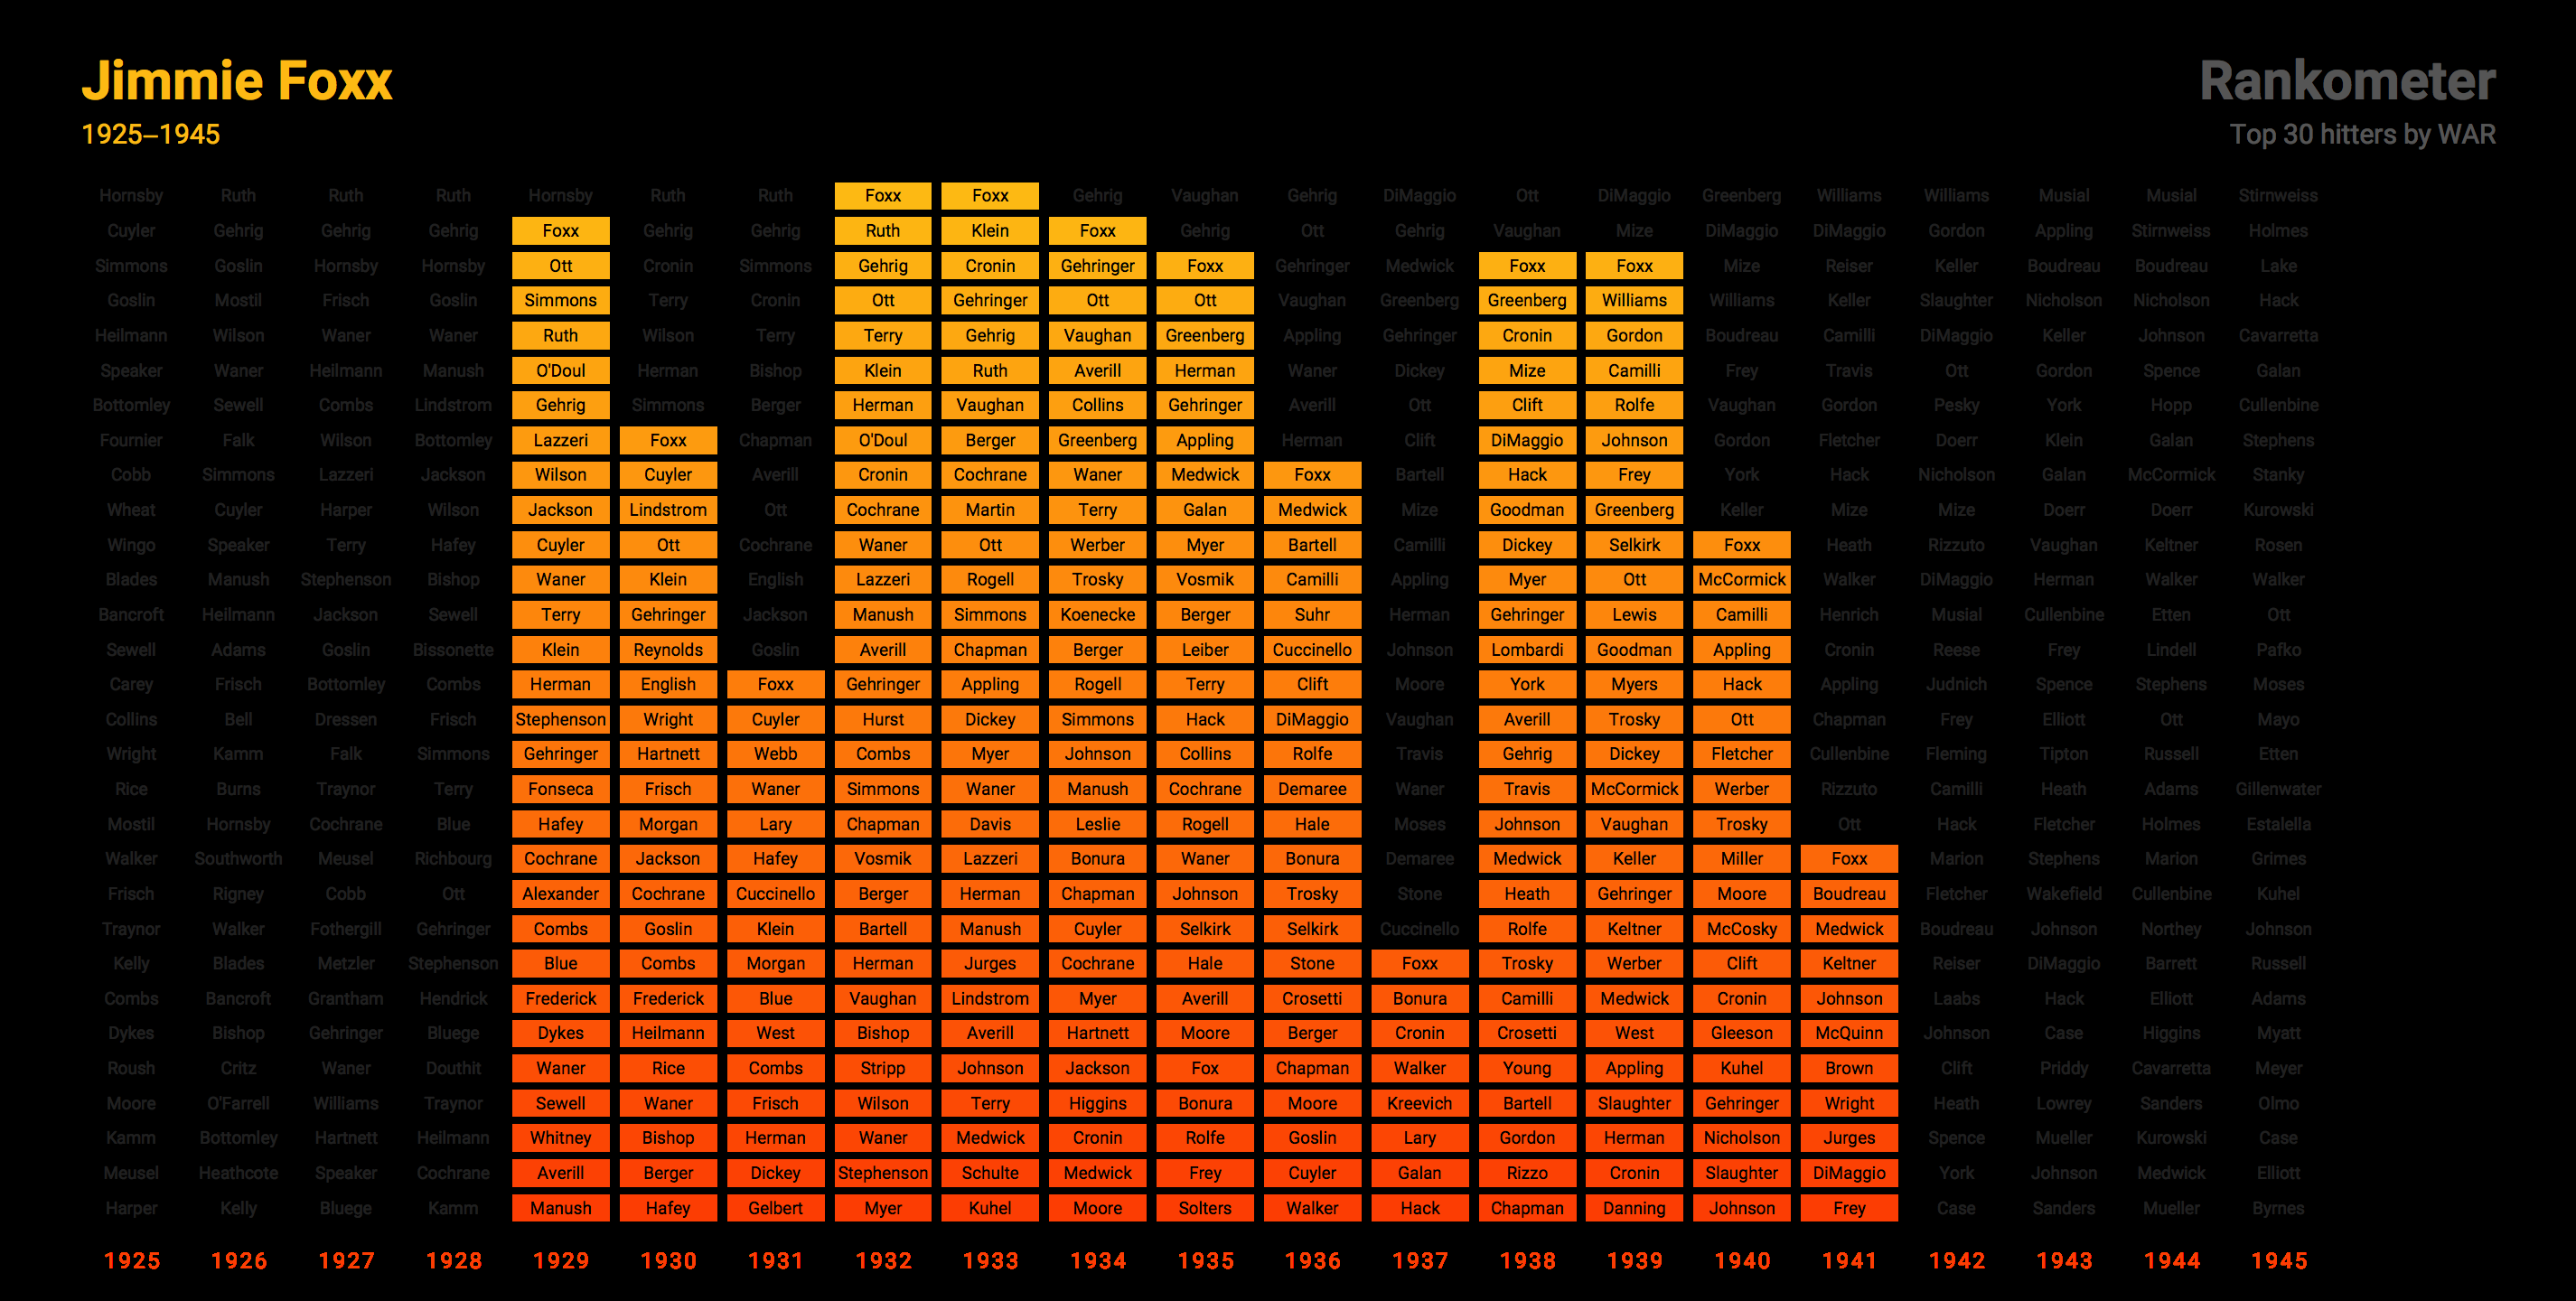 Jimmie Foxx
1925–1945
Rankometer
Top 30 hitters by WAR
Hornsby Ruth Ruth Ruth Hornsby Ruth Ruth Foxx Foxx Gehrig Vaughan Gehrig DiMaggio Ott DiMaggio Greenberg Williams Williams Musial Musial Stirnweiss
Cuyler Gehrig Gehrig Gehrig Foxx Gehrig Gehrig Ruth Klein Foxx Gehrig Ott Gehrig Vaughan Mize DiMaggio DiMaggio Gordon Appling Stirnweiss Holmes
Simmons Goslin Hornsby Hornsby Ott Cronin Simmons Gehrig Cronin Gehringer Foxx Gehringer Medwick Foxx Foxx Mize Reiser Keller Boudreau Boudreau Lake
Goslin Mostil Frisch Goslin Simmons Terry Cronin Ott Gehringer Ott Ott Vaughan Greenberg Greenberg Williams Williams Keller Slaughter Nicholson Nicholson Hack
Heilmann Wilson Waner Waner Ruth Wilson Terry Terry Gehrig Vaughan Greenberg Appling Gehringer Cronin Gordon Boudreau Camilli DiMaggio Keller Johnson Cavarretta
Speaker Waner Heilmann Manush O'Doul Herman Bishop Klein Ruth Averill Herman Waner Dickey Mize Camilli Frey Travis Ott Gordon Spence Galan
Bottomley Sewell Combs Lindstrom Gehrig Simmons Berger Herman Vaughan Collins Gehringer Averill Ott Clift Rolfe Vaughan Gordon Pesky York Hopp Cullenbine
Fournier Falk Wilson Bottomley Lazzeri Foxx Chapman O'Doul Berger Greenberg Appling Herman Clift DiMaggio Johnson Gordon Fletcher Doerr Klein Galan Stephens
Cobb Simmons Lazzeri Jackson Wilson Cuyler Averill Cronin Cochrane Waner Medwick Foxx Bartell Hack Frey York Hack Nicholson Galan McCormick Stanky
Wheat Cuyler Harper Wilson Jackson Lindstrom Ott Cochrane Martin Terry Galan Medwick Mize Goodman Greenberg Keller Mize Mize Doerr Doerr Kurowski
Wingo Speaker Terry Hafey Cuyler Ott Cochrane Waner Ott Werber Myer Bartell Camilli Dickey Selkirk Foxx Heath Rizzuto Vaughan Keltner Rosen
Blades Manush Stephenson Bishop Waner Klein English Lazzeri Rogell Trosky Vosmik Camilli Appling Myer Ott McCormick Walker DiMaggio Herman Walker Walker
Bancroft Heilmann Jackson Sewell Terry Gehringer Jackson Manush Simmons Koenecke Berger Suhr Herman Gehringer Lewis Camilli Henrich Musial Cullenbine Etten Ott
Sewell Adams Goslin Bissonette Klein Reynolds Goslin Averill Chapman Berger Leiber Cuccinello Johnson Lombardi Goodman Appling Cronin Reese Frey Lindell Pafko
Carey Frisch Bottomley Combs Herman English Foxx Gehringer Appling Rogell Terry Clift Moore York Myers Hack Appling Judnich Spence Stephens Moses
Collins Bell Dressen Frisch Stephenson Wright Cuyler Hurst Dickey Simmons Hack DiMaggio Vaughan Averill Trosky Ott Chapman Frey Elliott Ott Mayo
Wright Kamm Falk Simmons Gehringer Hartnett Webb Combs Myer Johnson Collins Rolfe Travis Gehrig Dickey Fletcher Cullenbine Fleming Tipton Russell Etten
Rice Burns Traynor Terry Fonseca Frisch Waner Simmons Waner Manush Cochrane Demaree Waner Travis McCormick Werber Rizzuto Camilli Heath Adams Gillenwater
Mostil Hornsby Cochrane Blue Hafey Morgan Lary Chapman Davis Leslie Rogell Hale Moses Johnson Vaughan Trosky Ott Hack Fletcher Holmes Estalella
Walker Southworth Meusel Richbourg Cochrane Jackson Hafey Vosmik Lazzeri Bonura Waner Bonura Demaree Medwick Keller Miller Foxx Marion Stephens Marion Grimes
Frisch Rigney Cobb Ott Alexander Cochrane Cuccinello Berger Herman Chapman Johnson Trosky Stone Heath Gehringer Moore Boudreau Fletcher Wakefield Cullenbine Kuhel
Traynor Walker Fothergill Gehringer Combs Goslin Klein Bartell Manush Cuyler Selkirk Selkirk Cuccinello Rolfe Keltner McCosky Medwick Boudreau Johnson Northey Johnson
Kelly Blades Metzler Stephenson Blue Combs Morgan Herman Jurges Cochrane Hale Stone Foxx Trosky Werber Clift Keltner Reiser DiMaggio Barrett Russell
Combs Bancroft Grantham Hendrick Frederick Frederick Blue Vaughan Lindstrom Myer Averill Crosetti Bonura Camilli Medwick Cronin Johnson Laabs Hack Elliott Adams
Dykes Bishop Gehringer Bluege Dykes Heilmann West Bishop Averill Hartnett Moore Berger Cronin Crosetti West Gleeson McQuinn Johnson Case Higgins Myatt
Roush Critz Waner Douthit Waner Rice Combs Stripp Johnson Jackson Fox Chapman Walker Young Appling Kuhel Brown Clift Priddy Cavarretta Meyer
Moore O'Farrell Williams Traynor Sewell Waner Frisch Wilson Terry Higgins Bonura Moore Kreevich Bartell Slaughter Gehringer Wright Heath Lowrey Sanders Olmo
Kamm Bottomley Hartnett Heilmann Whitney Bishop Herman Waner Medwick Cronin Rolfe Goslin Lary Gordon Herman Nicholson Jurges Spence Mueller Kurowski Case
Meusel Heathcote Speaker Cochrane Averill Berger Dickey Stephenson Schulte Medwick Frey Cuyler Galan Rizzo Cronin Slaughter DiMaggio York Johnson Medwick Elliott
Harper Kelly Bluege Kamm Manush Hafey Gelbert Myer Kuhel Moore Solters Walker Hack Chapman Danning Johnson Frey Case Sanders Mueller Byrnes
1925 1926 1927 1928 1929 1930 1931 1932 1933 1934 1935 1936 1937 1938 1939 1940 1941 1942 1943 1944 1945